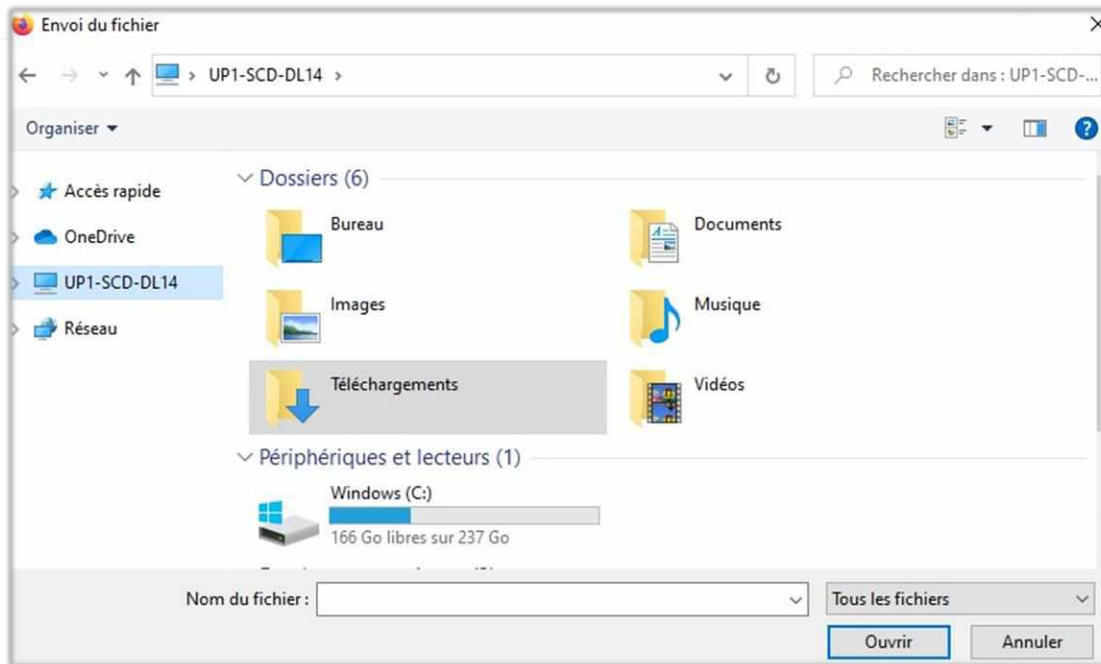 Envoi du fichier
UP1-SCD-DL14
Rechercher dans : UP1-SCD-...
Organiser
Accès rapide
OneDrive
UP1-SCD-DL14
Réseau
Dossiers (6)
Bureau
Documents
Images
Musique
Téléchargements
Vidéos
Périphériques et lecteurs (1)
Windows (C:)
166 Go libres sur 237 Go
Nom du fichier :
Tous les fichiers
Ouvrir
Annuler